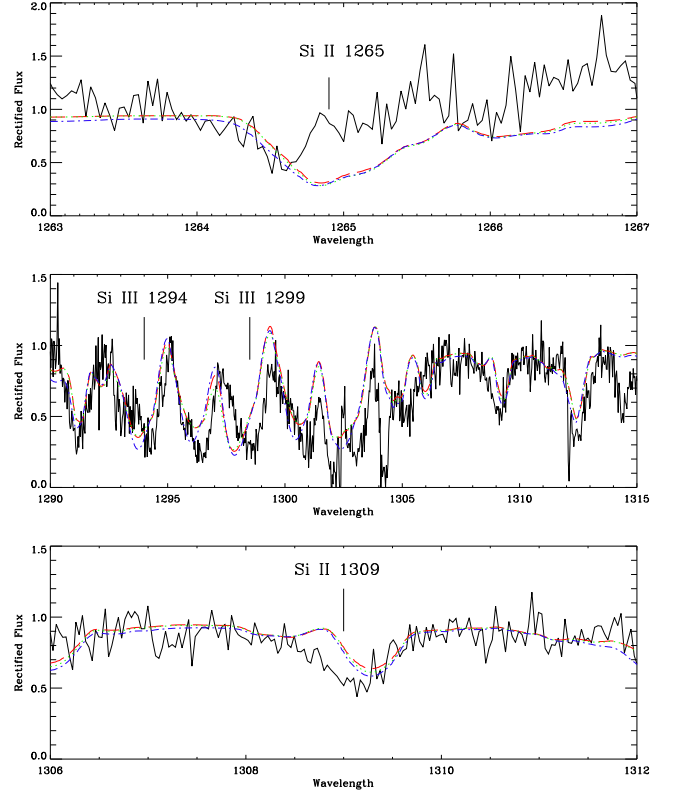 2.0
Si II 1265
1.5
1.0
0.5
0.0
Rectified Flux
1263 1264 1265 1266 1267
Wavelength
1.5
Si III 1294 Si III 1299
1.0
0.5
0.0
Rectified Flux
1290 1295 1300 1305 1310 1315
Wavelength
1.5
Si II 1309
1.0
0.5
0.0
Rectified Flux
1306 1308 1310 1312
Wavelength